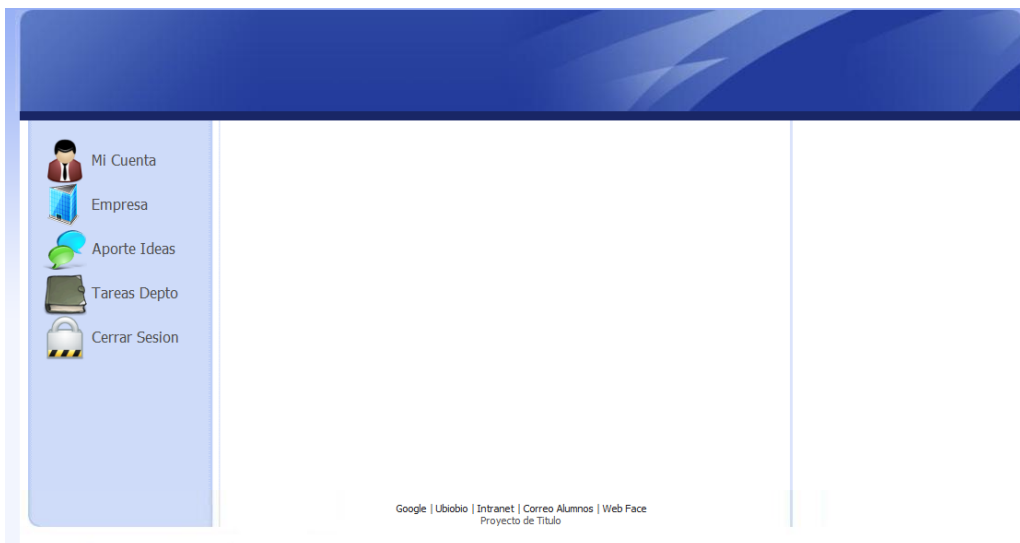 Mi Cuenta
Empresa
Aporte Ideas
Tareas Depto
Cerrar Sesion
Google | Ubiobio | Intranet | Correo Alumnos | Web Face
Proyecto de Titulo